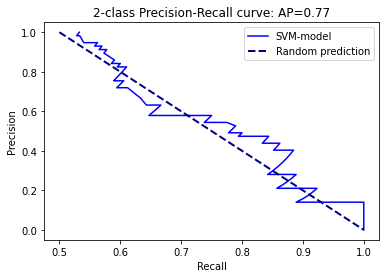 2-class Precision-Recall curve: AP=0.77
SVM-model
Random prediction
Precision
1.0
0.8
0.6
0.4
0.2
0.0
0.5 0.6 0.7 0.8 0.9 1.0
Recall